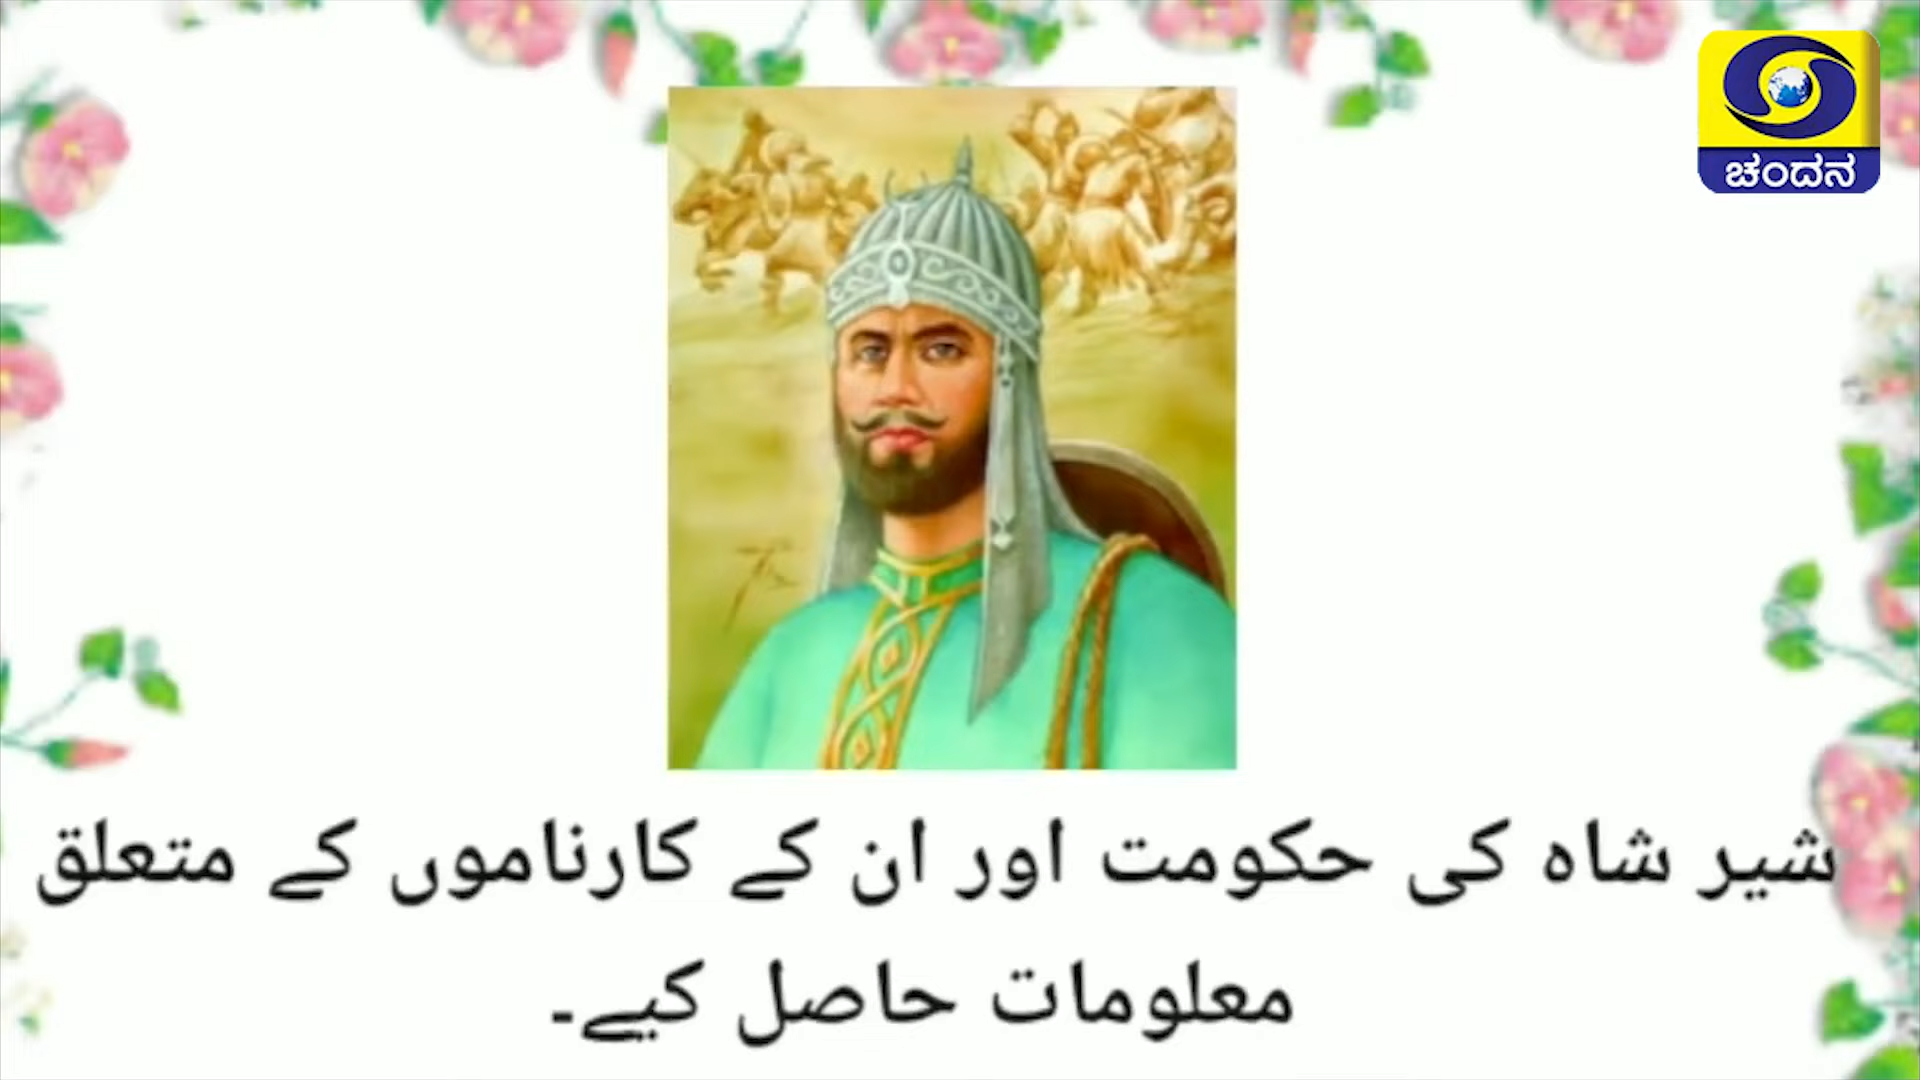 ಚಂದನ
شیر شاہ کی حکومت اور ان کے کارناموں کے متعلق
معلومات حاصل کیے۔